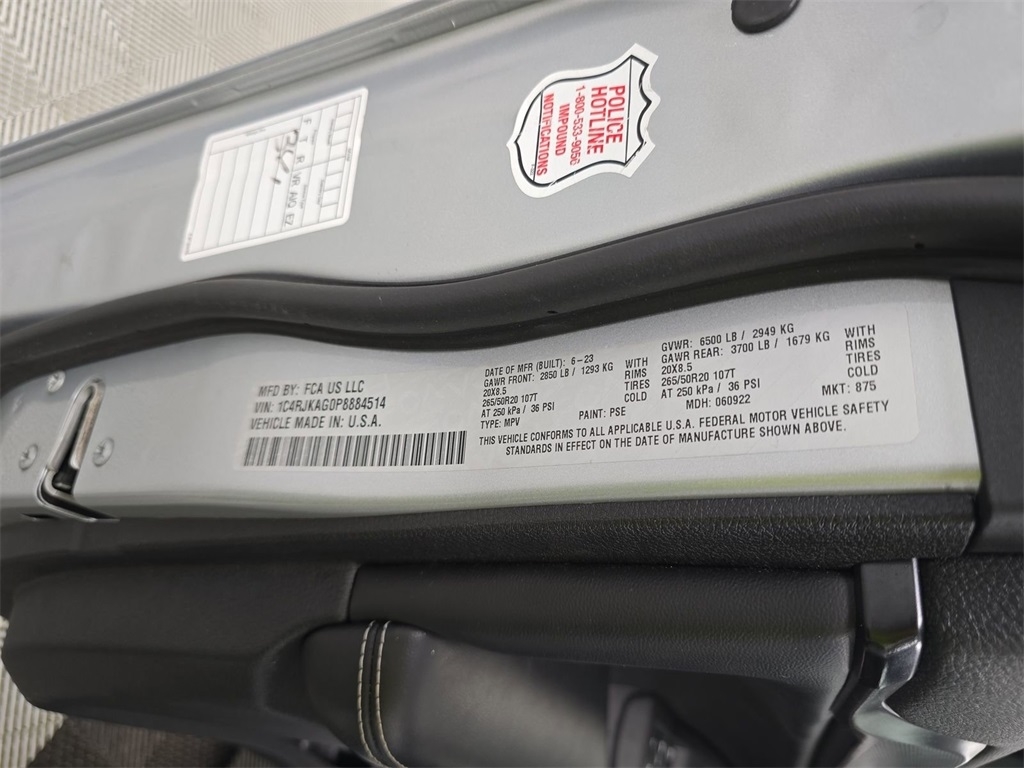 POLICE
HOTLINE
1-800-533-9056
IMPOUND
NOTIFICATIONS
MFD BY: FCA US LLC
VIN: 1C4RJKAG0P8884514
VEHICLE MADE IN: U.S.A.
DATE OF MFR (BUILT): 6-23
GAWR FRONT: 2850 LB / 1293 KG WITH
20X8.5 RIMS
265/50R20 107T TIRES
AT 250 kPa / 36 PSI COLD
TYPE: MPV PAINT: PSE
GVWR: 6500 LB / 2949 KG
GAWR REAR: 3700 LB / 1679 KG WITH
20X8.5 RIMS
265/50R20 107T TIRES
AT 250 kPa / 36 PSI COLD
MDH: 060922 MKT: 875
THIS VEHICLE CONFORMS TO ALL APPLICABLE U.S.A. FEDERAL MOTOR VEHICLE SAFETY
STANDARDS IN EFFECT ON THE DATE OF MANUFACTURE SHOWN ABOVE.